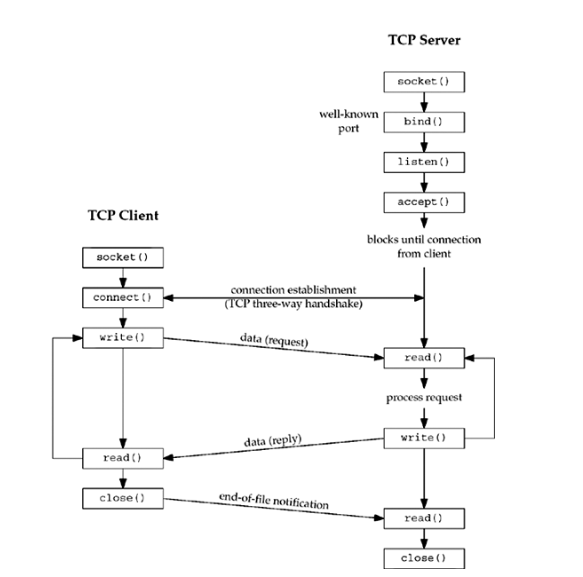 TCP Server
socket()
well-known
port
bind()
listen()
accept()
blocks until connection
from client
TCP Client
socket()
connect()
connection establishment
(TCP three-way handshake)
write()
data (request)
read()
process request
write()
data (reply)
read()
close()
end-of-file notification
read()
close()